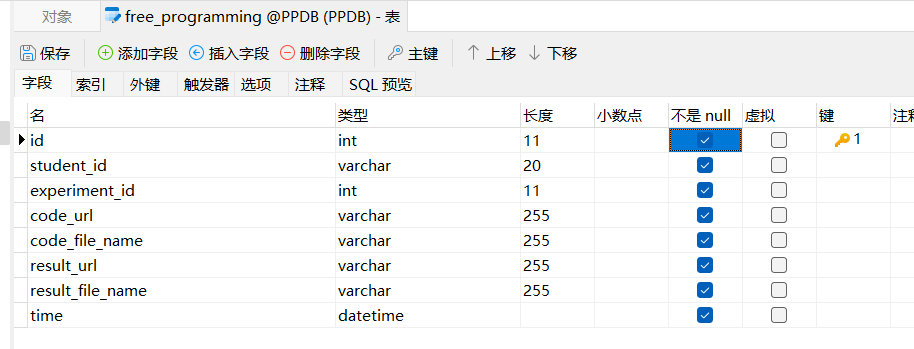 对象 free_programming @PPDB (PPDB) - 表
保存 添加字段 插入字段 删除字段 主键 上移 下移
字段 索引 外键 触发器 选项 注释 SQL 预览
名 类型 长度 小数点 不是 null 虚拟 键 注释
id int 11 1
student_id varchar 20
experiment_id int 11
code_url varchar 255
code_file_name varchar 255
result_url varchar 255
result_file_name varchar 255
time datetime